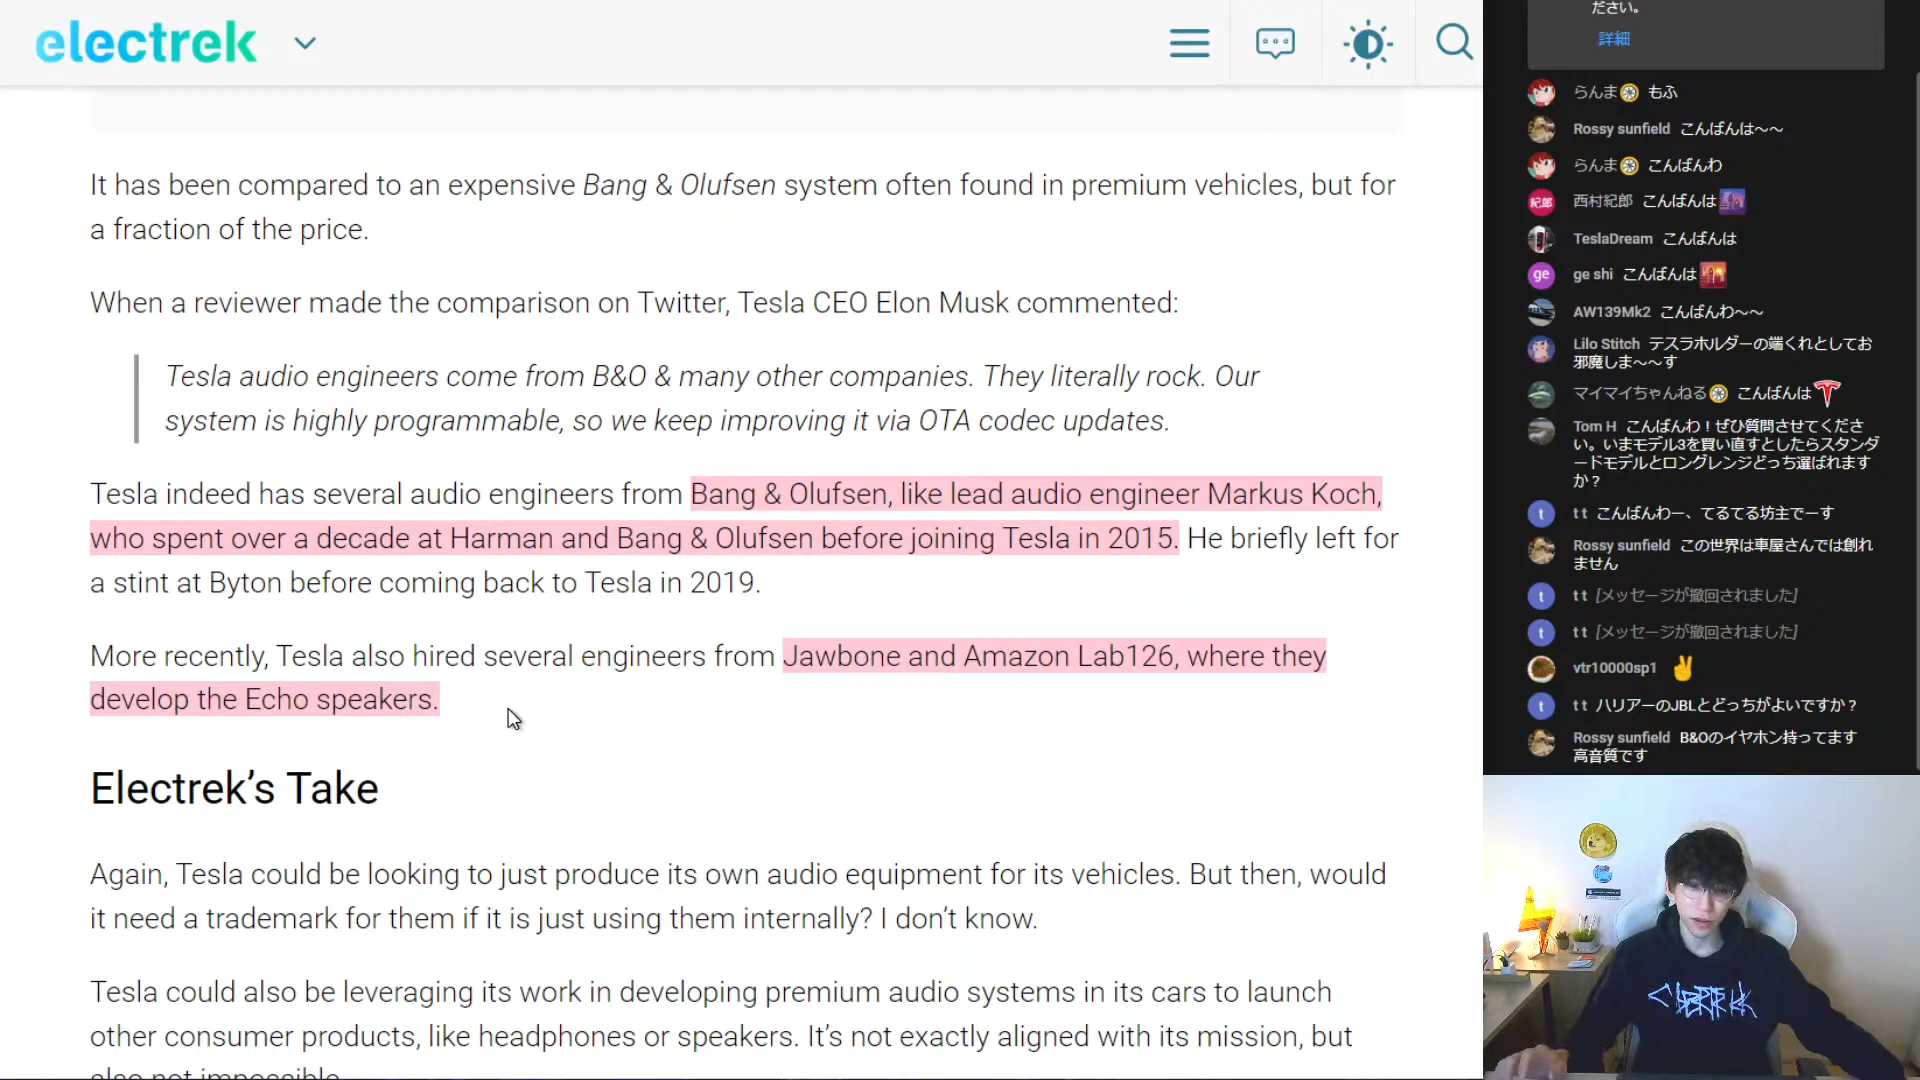 electrek
It has been compared to an expensive Bang & Olufsen system often found in premium vehicles, but for
a fraction of the price.
When a reviewer made the comparison on Twitter, Tesla CEO Elon Musk commented:
Tesla audio engineers come from B&O & many other companies. They literally rock. Our
system is highly programmable, so we keep improving it via OTA codec updates.
Tesla indeed has several audio engineers from Bang & Olufsen, like lead audio engineer Markus Koch,
who spent over a decade at Harman and Bang & Olufsen before joining Tesla in 2015. He briefly left for
a stint at Byton before coming back to Tesla in 2019.
More recently, Tesla also hired several engineers from Jawbone and Amazon Lab126, where they
develop the Echo speakers.
Electrek’s Take
Again, Tesla could be looking to just produce its own audio equipment for its vehicles. But then, would
it need a trademark for them if it is just using them internally? I don’t know.
Tesla could also be leveraging its work in developing premium audio systems in its cars to launch
other consumer products, like headphones or speakers. It’s not exactly aligned with its mission, but
also not impossible.
ださい。
詳細
らんま もふ
Rossy sunfield こんばんは〜〜
らんま こんばんわ
紀郎 西村紀郎 こんばんは
TeslaDream こんばんは
ge ge shi こんばんは
AW139Mk2 こんばんわ〜〜
Lilo Stitch テスラホルダーの端くれとしてお
邪魔しま〜〜す
マイマイちゃんねる こんばんは
Tom H こんばんわ！ぜひ質問させてくださ
い。いまモデル3を買い直すとしたらスタンダ
ードモデルとロングレンジどっち選ばれます
か？
t t t こんばんわー、てるてる坊主でーす
Rossy sunfield この世界は車屋さんでは創れ
ません
t t t [メッセージが撤回されました]
t t t [メッセージが撤回されました]
vtr10000sp1
t t t ハリアーのJBLとどっちがよいですか？
Rossy sunfield B&Oのイヤホン持ってます
高音質です